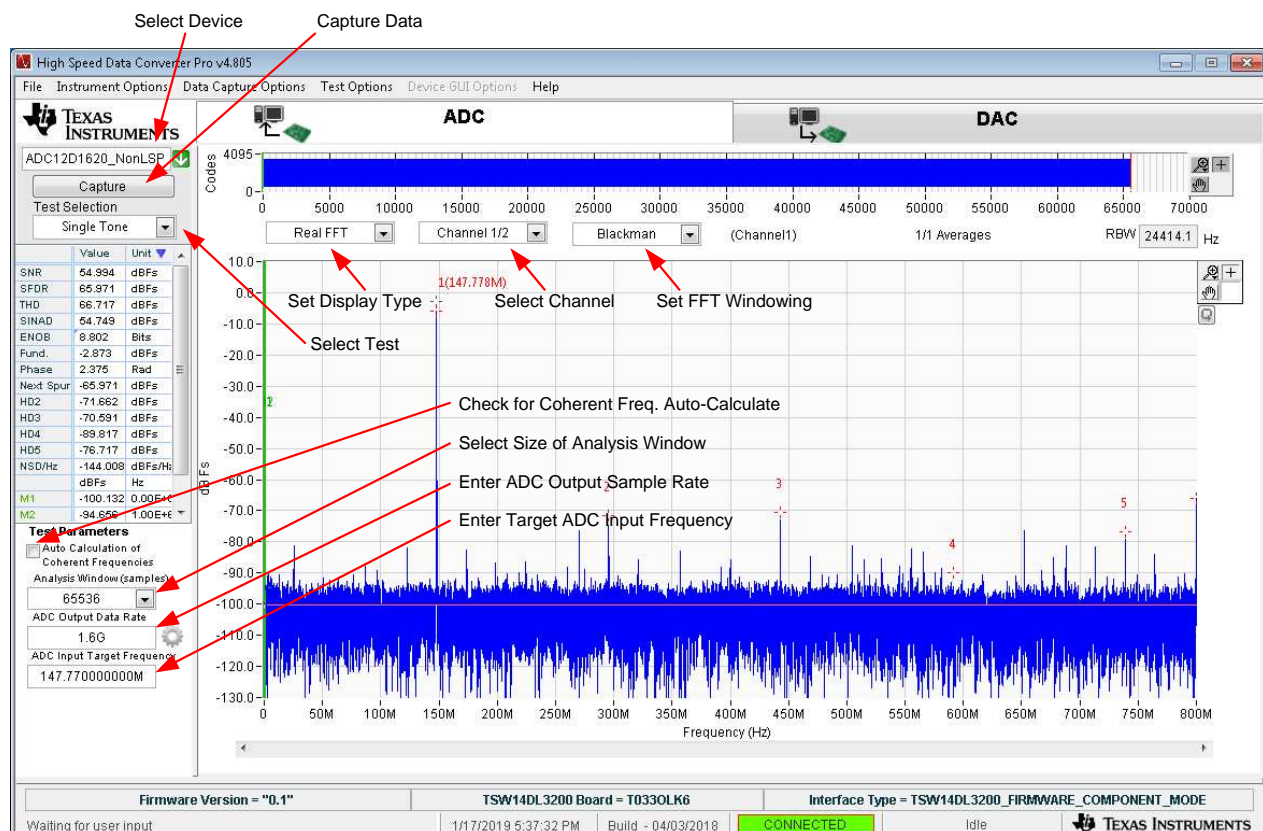 Select Device Capture Data
High Speed Data Converter Pro v4.805
File Instrument Options Data Capture Options Test Options Device GUI Options Help
TEXAS INSTRUMENTS
ADC
DAC
ADC12D1620_NonLSP
Capture
Test Selection
Single Tone
Codes
4095
0
0 5000 10000 15000 20000 25000 30000 35000 40000 45000 50000 55000 60000 65000 70000
Real FFT Channel 1/2 Blackman (Channel1) 1/1 Averages RBW 24414.1 Hz
Value Unit
SNR 54.994 dBFs
SFDR 65.971 dBFs
THD 66.717 dBFs
SINAD 54.749 dBFs
ENOB 8.802 Bits
Fund. -2.873 dBFs
Phase 2.375 Rad
Next Spur -65.971 dBFs
HD2 -71.662 dBFs
HD3 -70.591 dBFs
HD4 -89.817 dBFs
HD5 -76.717 dBFs
NSD/Hz -144.008 dBFs/Hz
dBFs Hz
M1 -100.132
M2 -94.656
Test Parameters
Auto Calculation of
Coherent Frequencies
Analysis Window (samples)
65536
ADC Output Data Rate
1.6G
ADC Input Target Frequency
147.770000000M
dBFs
10.0
0.0
-10.0
-20.0
-30.0
-40.0
-50.0
-60.0
-70.0
-80.0
-90.0
-100.0
-110.0
-120.0
-130.0
1(147.778M)
2
3
4
5
Set Display Type Select Channel Set FFT Windowing
Select Test
Check for Coherent Freq. Auto-Calculate
Select Size of Analysis Window
Enter ADC Output Sample Rate
Enter Target ADC Input Frequency
0 50M 100M 150M 200M 250M 300M 350M 400M 450M 500M 550M 600M 650M 700M 750M 800M
Frequency (Hz)
Firmware Version = "0.1" TSW14DL3200 Board = T033OLK6 Interface Type = TSW14DL3200_FIRMWARE_COMPONENT_MODE
Waiting for user input 1/17/2019 5:37:32 PM Build - 04/03/2018 CONNECTED Idle TEXAS INSTRUMENTS